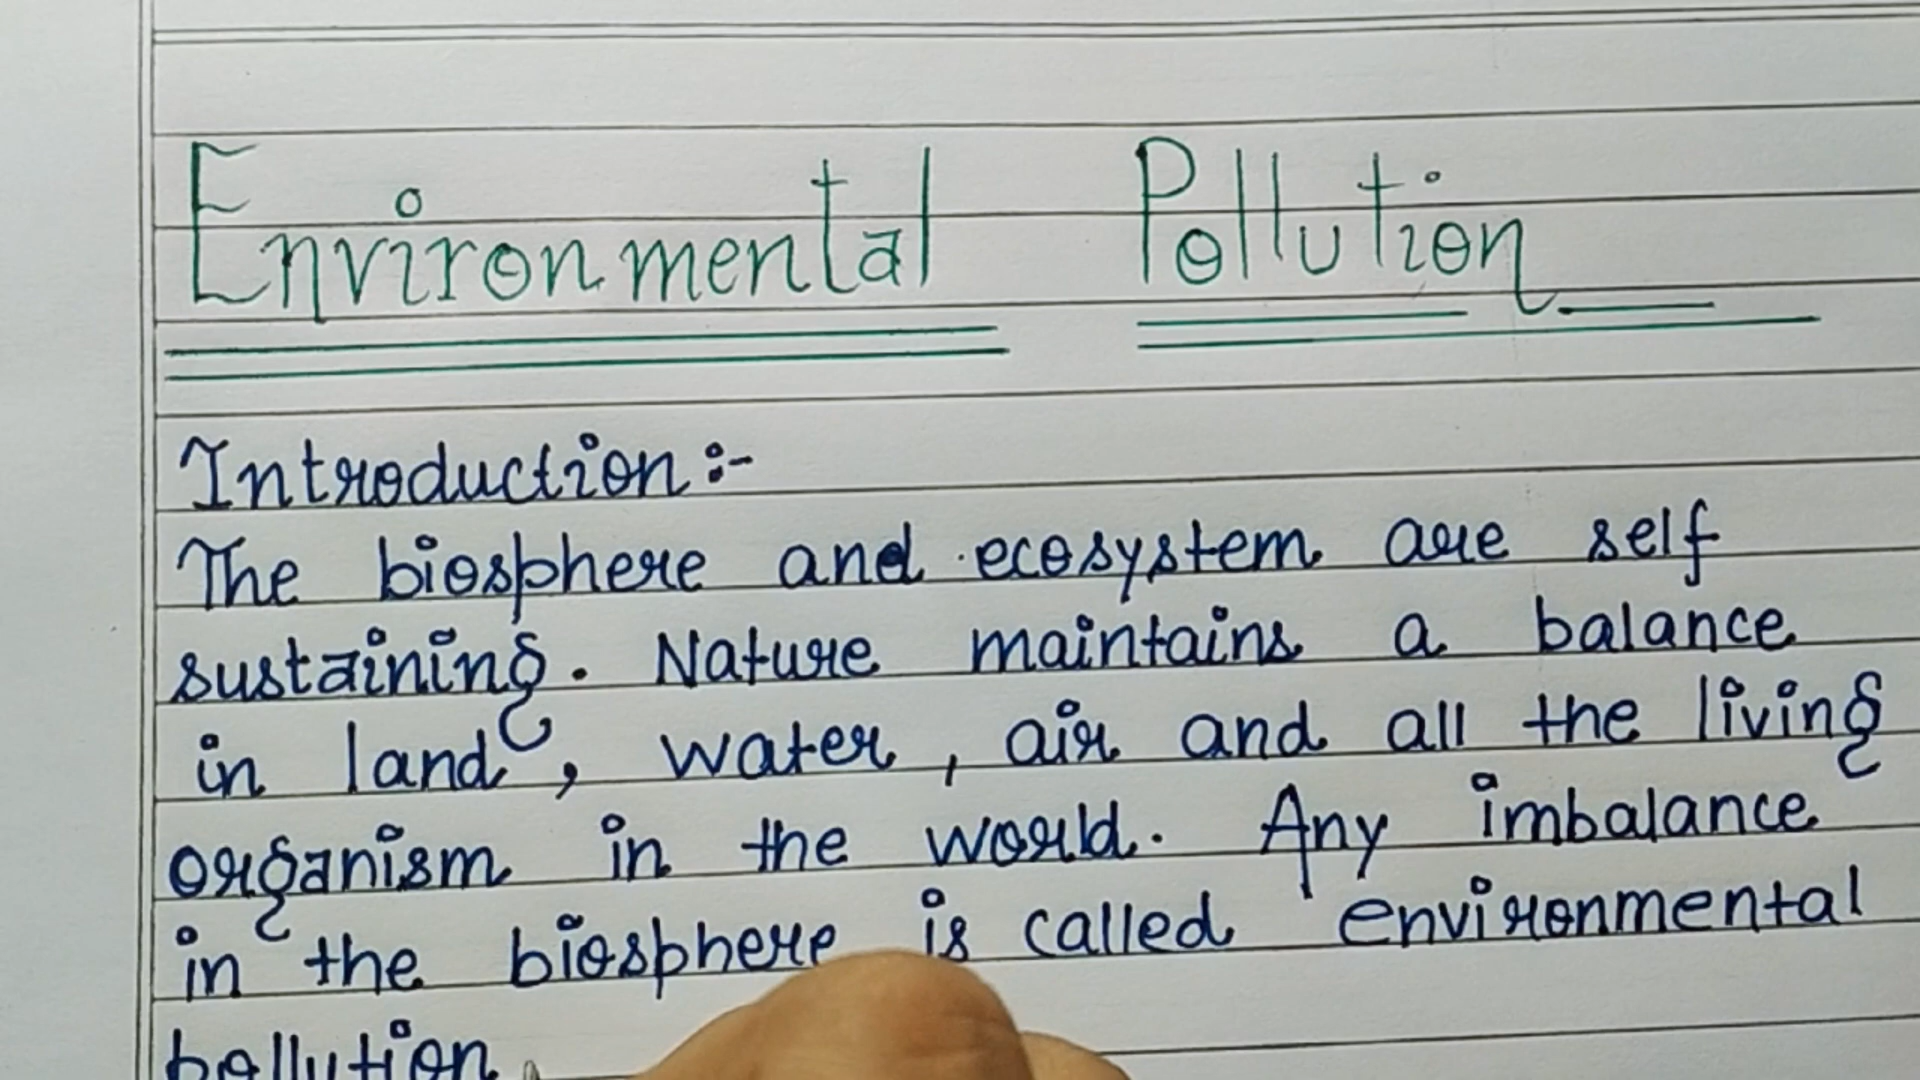 Environmental Pollution
Introduction:-
The biosphere and ecosystem are self
sustaining. Nature maintains a balance
in land, water, air and all the living
organism in the world. Any imbalance
in the biosphere is called environmental
pollution